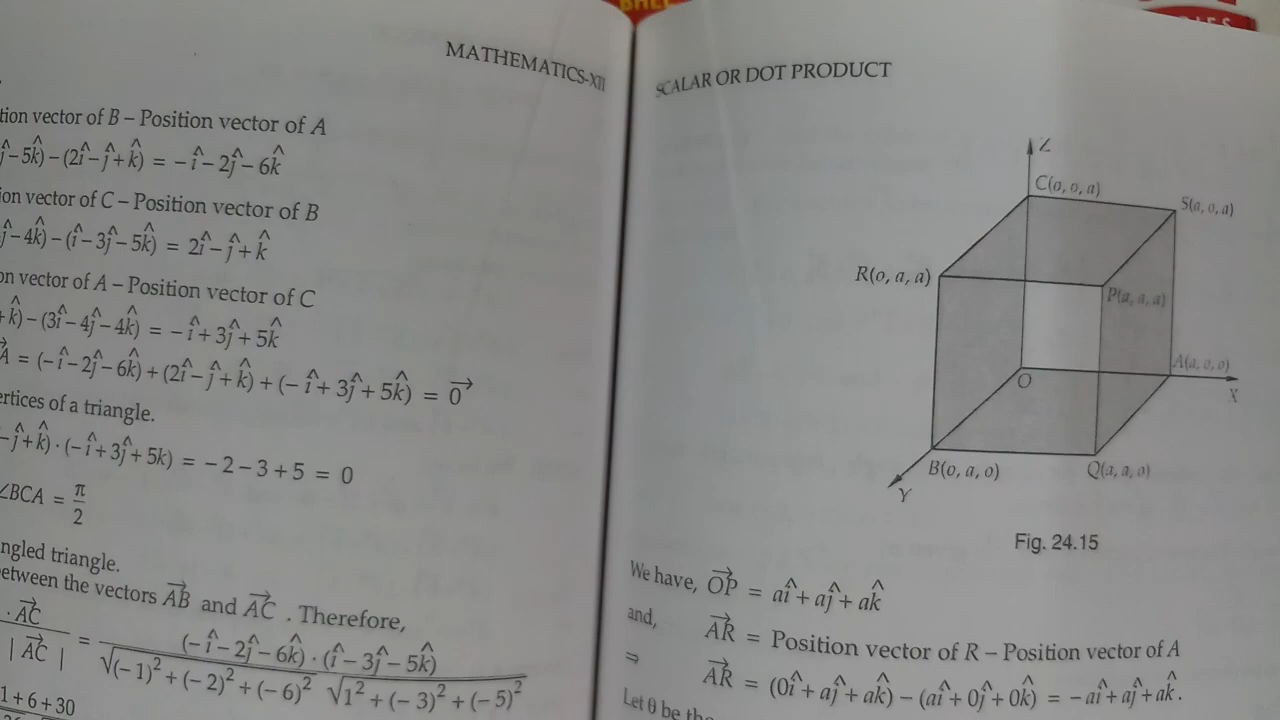 MATHEMATICS-XII
tion vector of B – Position vector of A
ĵ – 5k̂) – (2î – ĵ + k̂) = – î – 2ĵ – 6k̂
ion vector of C – Position vector of B
ĵ – 4k̂) – (î – 3ĵ – 5k̂) = 2î – ĵ + k̂
on vector of A – Position vector of C
+ k̂) – (3î – 4ĵ – 4k̂) = – î + 3ĵ + 5k̂
A⃗ = (– î – 2ĵ – 6k̂) + (2î – ĵ + k̂) + (– î + 3ĵ + 5k̂) = 0⃗
ertices of a triangle.
– ĵ + k̂) · (– î + 3ĵ + 5k) = – 2 – 3 + 5 = 0
∠BCA = π/2
ngled triangle.
etween the vectors AB⃗ and AC⃗ . Therefore,
. AC⃗ / | AC⃗ | = (– î – 2ĵ – 6k̂) · (î – 3ĵ – 5k̂) / √(– 1)² + (– 2)² + (– 6)² √1² + (– 3)² + (– 5)²
1 + 6 + 30
SCALAR OR DOT PRODUCT
Z
C(o, o, a)
S(a, o, a)
R(o, a, a)
P(a, a, a)
A(a, o, o)
O
X
B(o, a, o)
Q(a, a, o)
Y
Fig. 24.15
We have, OP⃗ = aî + aĵ + ak̂
and, AR⃗ = Position vector of R – Position vector of A
⇒ AR⃗ = (0î + aĵ + ak̂) – (aî + 0ĵ + 0k̂) = – aî + aĵ + ak̂.
Let θ be the